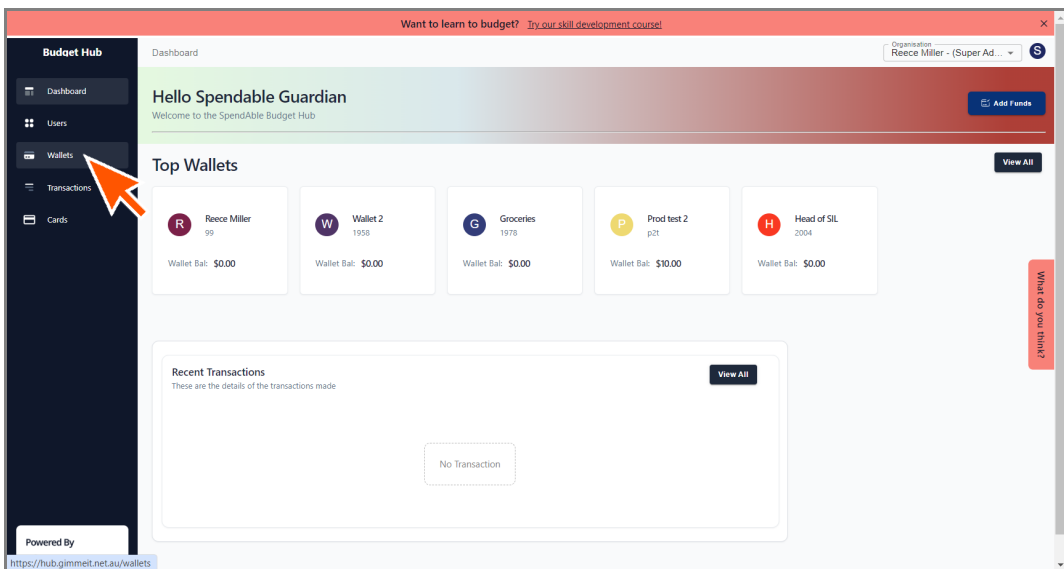 Want to learn to budget? Try our skill development course!
Budget Hub
Dashboard
Users
Wallets
Transactions
Cards
Powered By
https://hub.gimmeit.net.au/wallets
Dashboard
Organisation
Reece Miller - (Super Ad...
S
Hello Spendable Guardian
Welcome to the SpendAble Budget Hub
Add Funds
Top Wallets
View All
R
Reece Miller
99
Wallet Bal: $0.00
W
Wallet 2
1958
Wallet Bal: $0.00
G
Groceries
1978
Wallet Bal: $0.00
P
Prod test 2
p2t
Wallet Bal: $10.00
H
Head of SIL
2004
Wallet Bal: $0.00
What do you think?
Recent Transactions
These are the details of the transactions made
View All
No Transaction